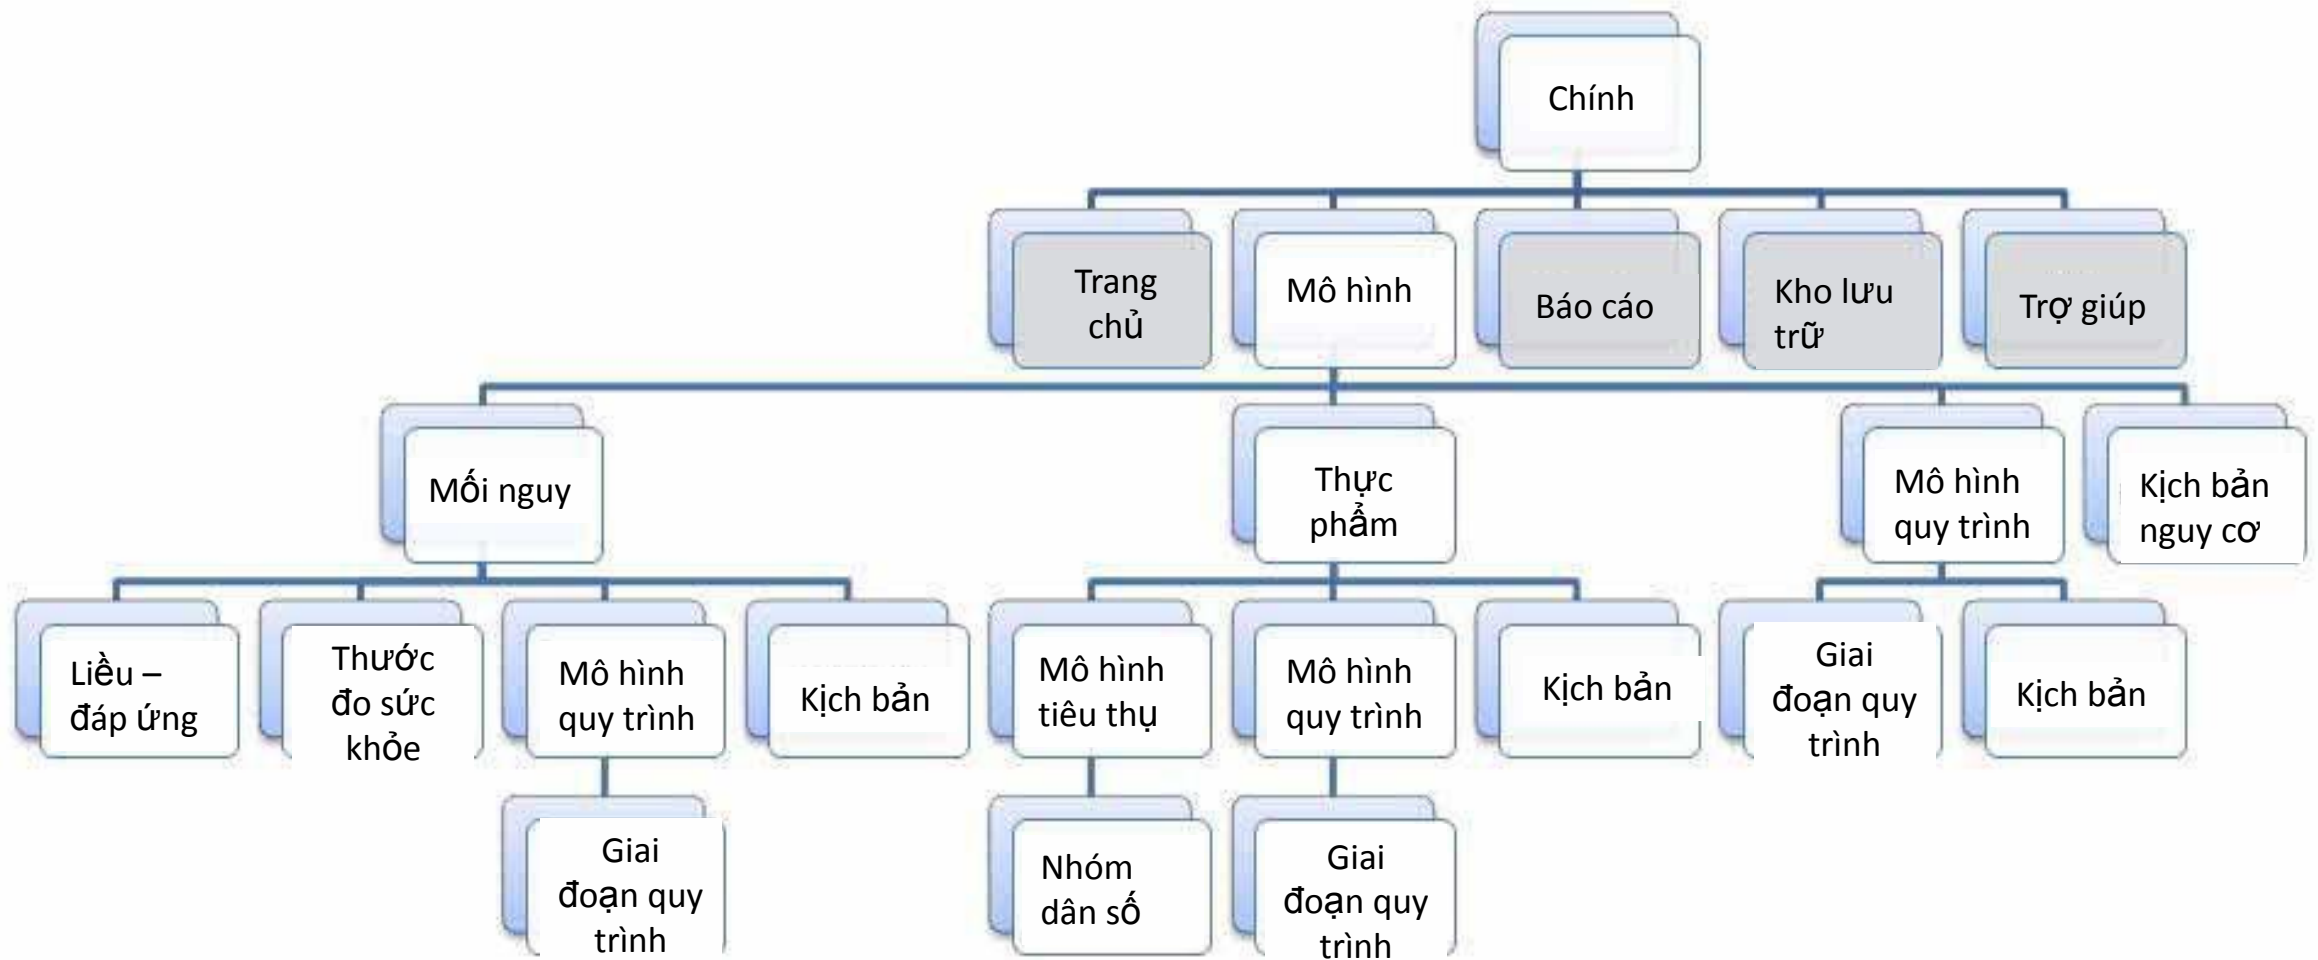 Chính
Trang
chủ
Mô hình
Báo cáo
Kho lưu
trữ
Trợ giúp
Mối nguy
Thực
phẩm
Mô hình
quy trình
Kịch bản
nguy cơ
Liều –
đáp ứng
Thước
đo sức
khỏe
Mô hình
quy trình
Kịch bản
Mô hình
tiêu thụ
Mô hình
quy trình
Kịch bản
Giai
đoạn quy
trình
Kịch bản
Giai
đoạn quy
trình
Nhóm
dân số
Giai
đoạn quy
trình